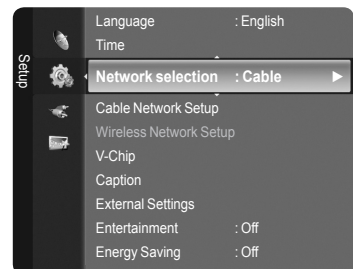 Setup
Language : English
Time
Network selection : Cable
Cable Network Setup
Wireless Network Setup
V-Chip
Caption
External Settings
Entertainment : Off
Energy Saving : Off